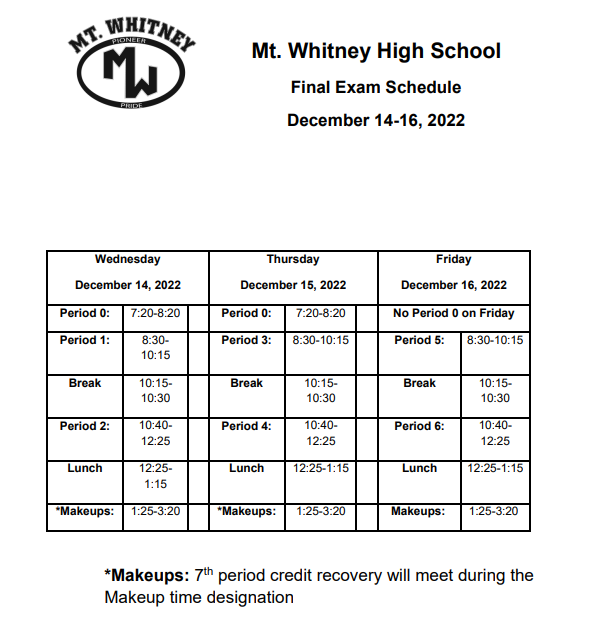 MT. WHITNEY
PIONEER
MW
PRIDE
Mt. Whitney High School
Final Exam Schedule
December 14-16, 2022
Wednesday
December 14, 2022
Thursday
December 15, 2022
Friday
December 16, 2022
Period 0: 7:20-8:20 Period 0: 7:20-8:20 No Period 0 on Friday
Period 1: 8:30- Period 3: 8:30-10:15 Period 5: 8:30-10:15
10:15
Break 10:15- Break 10:15- Break 10:15-
10:30 10:30 10:30
Period 2: 10:40- Period 4: 10:40- Period 6: 10:40-
12:25 12:25 12:25
Lunch 12:25- Lunch 12:25-1:15 Lunch 12:25-1:15
1:15
*Makeups: 1:25-3:20 *Makeups: 1:25-3:20 Makeups: 1:25-3:20
*Makeups: 7th period credit recovery will meet during the
Makeup time designation